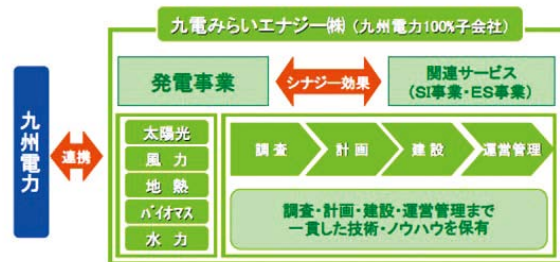 九電みらいエナジー㈱(九州電力100%子会社)
発電事業
シナジー効果
関連サービス
(SI事業・ES事業)
九州電力
連携
太陽光
風力
地熱
バイオマス
水力
調査
計画
建設
運営管理
調査・計画・建設・運営管理まで
一貫した技術・ノウハウを保有